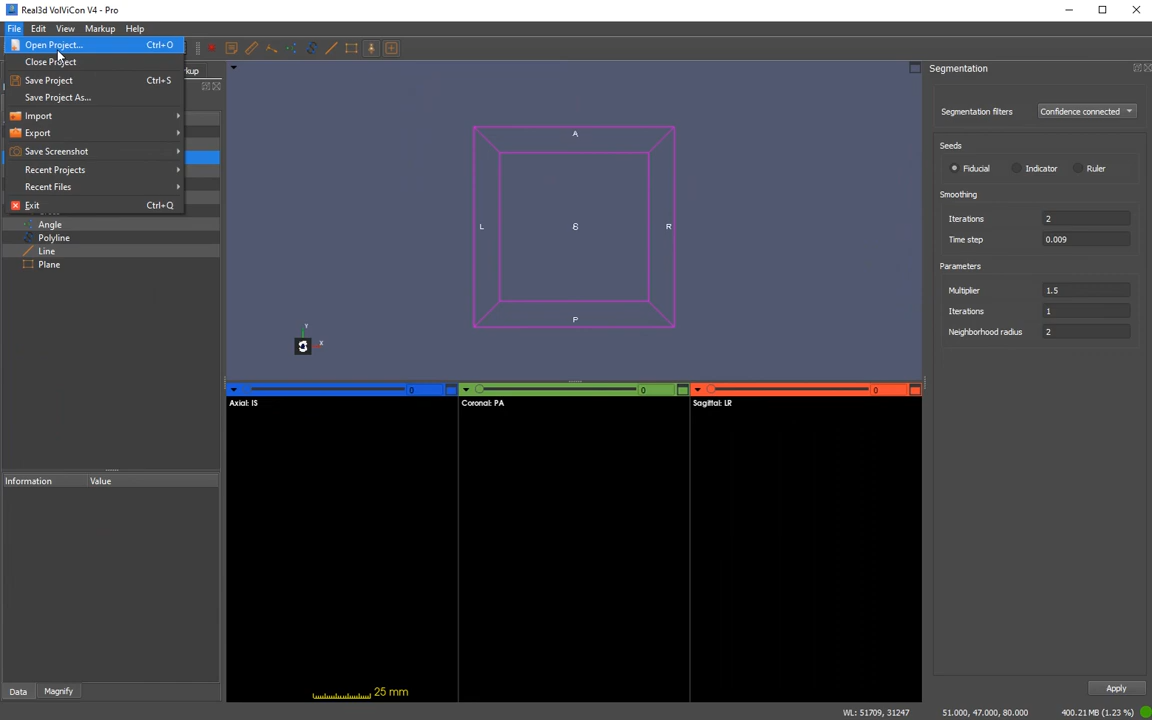 Real3d VolViCon V4 - Pro
File Edit View Markup Help
Open Project... Ctrl+O
Close Project
Save Project Ctrl+S
Save Project As...
Import
Export
Save Screenshot
Recent Projects
Recent Files
Exit Ctrl+Q
Angle
Polyline
Line
Plane
Information Value
Data Magnify
A
L S R
P
Y
X
0 0 0
Axial: IS Coronal: PA Sagittal: LR
25 mm
Segmentation
Segmentation filters Confidence connected
Seeds
Fiducial Indicator Ruler
Smoothing
Iterations 2
Time step 0.009
Parameters
Multiplier 1.5
Iterations 1
Neighborhood radius 2
Apply
WL: 51709, 31247 51.000, 47.000, 80.000 400.21 MB (1.23 %)